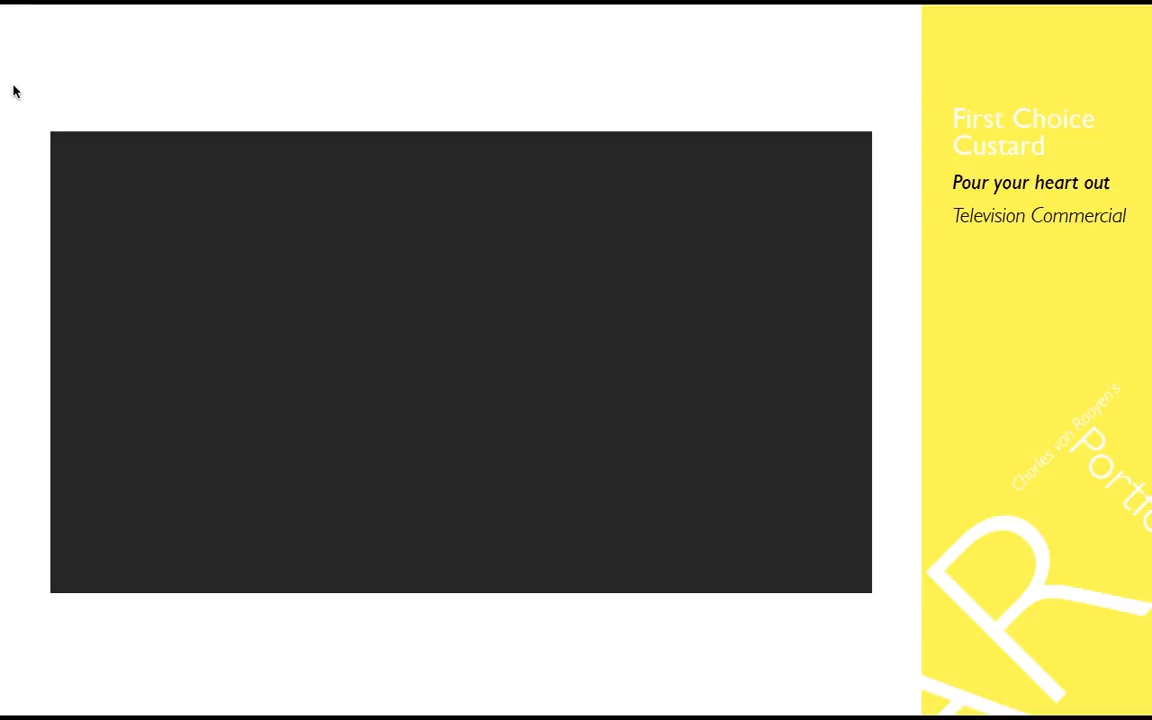 First Choice
Custard
Pour your heart out
Television Commercial
Charles van Rooyen's
Portfo
R